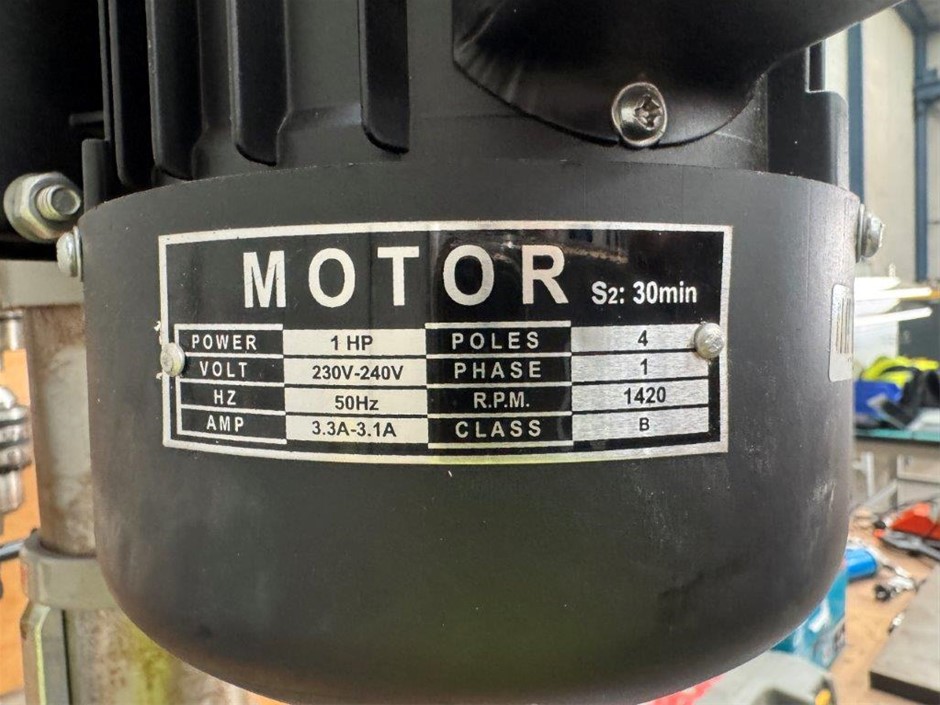 MOTOR S2: 30min
POWER 1 HP POLES 4
VOLT 230V-240V PHASE 1
HZ 50Hz R.P.M. 1420
AMP 3.3A-3.1A CLASS B